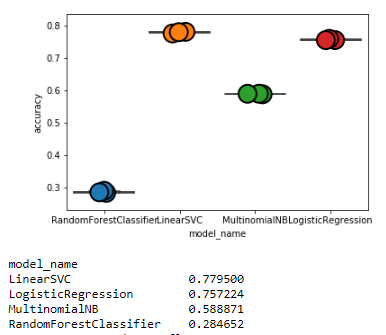 0.8
0.7
0.6
0.5
0.4
0.3
accuracy
RandomForestClassifier LinearSVC MultinomialNB LogisticRegression
model_name
model_name
LinearSVC 0.779500
LogisticRegression 0.757224
MultinomialNB 0.588871
RandomForestClassifier 0.284652